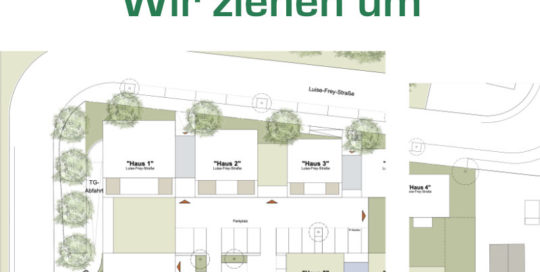 Wir ziehen um
Luise-Frey-Straße
"Haus 1"
Luise-Frey-Straße
"Haus 2"
Luise-Frey-Straße
"Haus 3"
Luise-Frey-Straße
Haus 4"
Luise-Frey-Straße
TG-
Abfahrt
Parkplatz